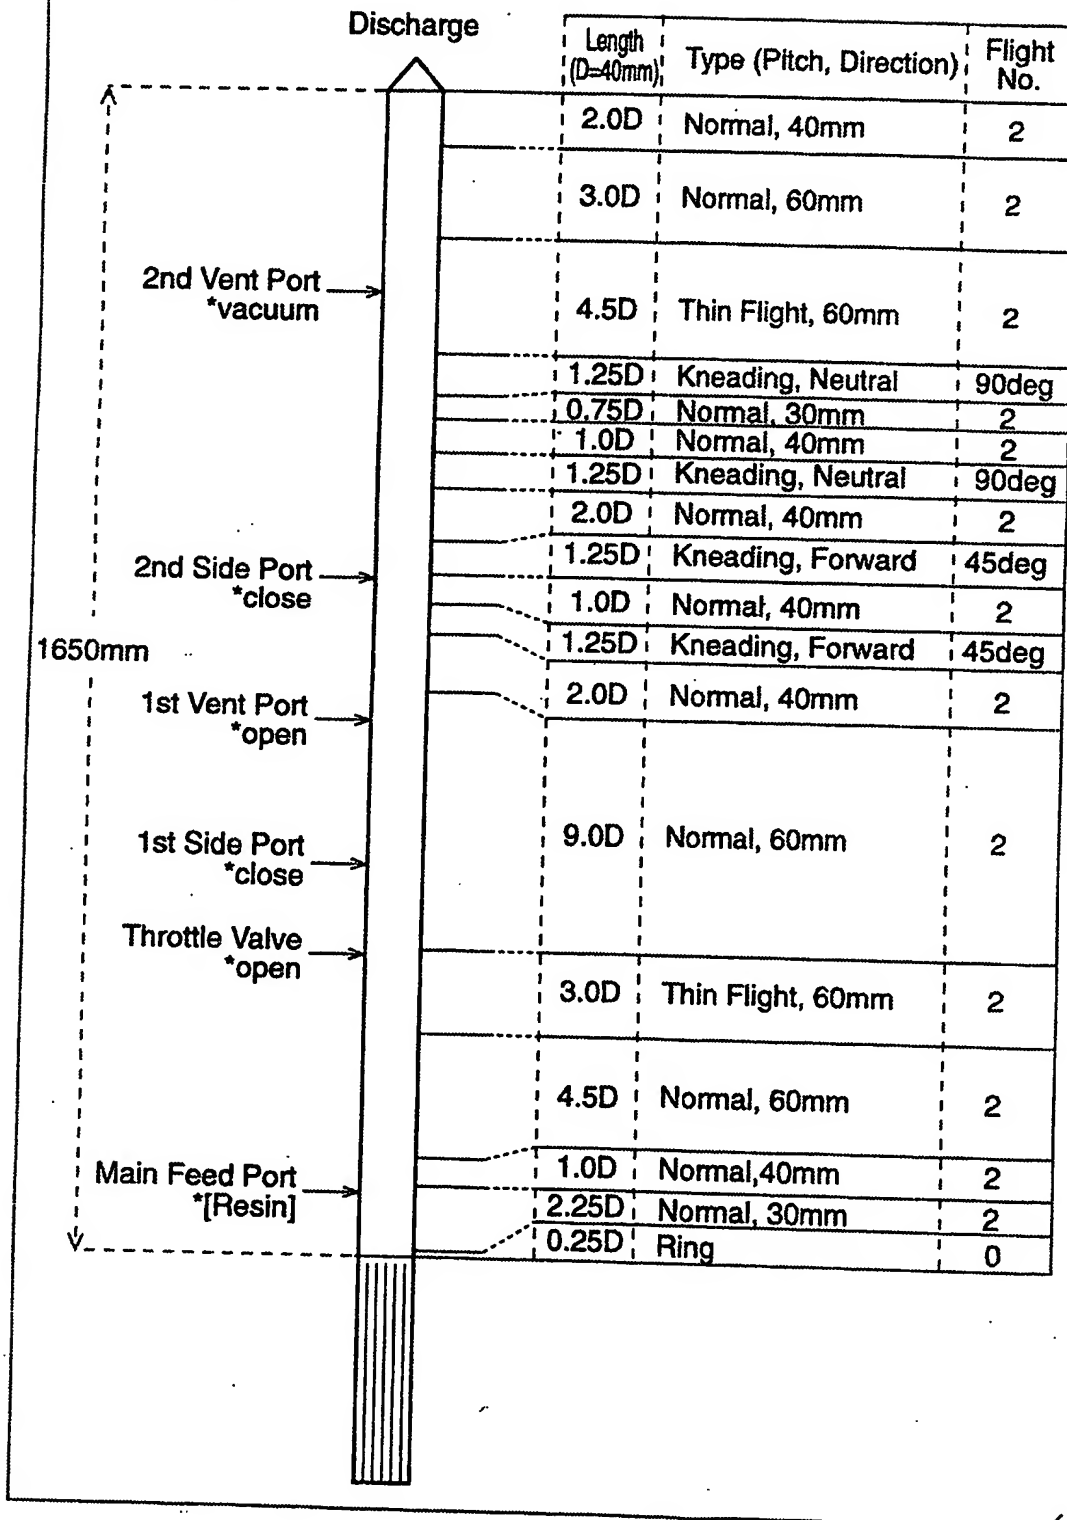 Discharge
Length
(D=40mm)
Type (Pitch, Direction)
Flight
No.
2.0D Normal, 40mm 2
3.0D Normal, 60mm 2
2nd Vent Port
*vacuum
4.5D Thin Flight, 60mm 2
1.25D Kneading, Neutral 90deg
0.75D Normal, 30mm 2
1.0D Normal, 40mm 2
1.25D Kneading, Neutral 90deg
2.0D Normal, 40mm 2
2nd Side Port
*close
1.25D Kneading, Forward 45deg
1.0D Normal, 40mm 2
1650mm
1.25D Kneading, Forward 45deg
1st Vent Port
*open
2.0D Normal, 40mm 2
1st Side Port
*close
9.0D Normal, 60mm 2
Throttle Valve
*open
3.0D Thin Flight, 60mm 2
4.5D Normal, 60mm 2
Main Feed Port
*[Resin]
1.0D Normal,40mm 2
2.25D Normal, 30mm 2
0.25D Ring 0